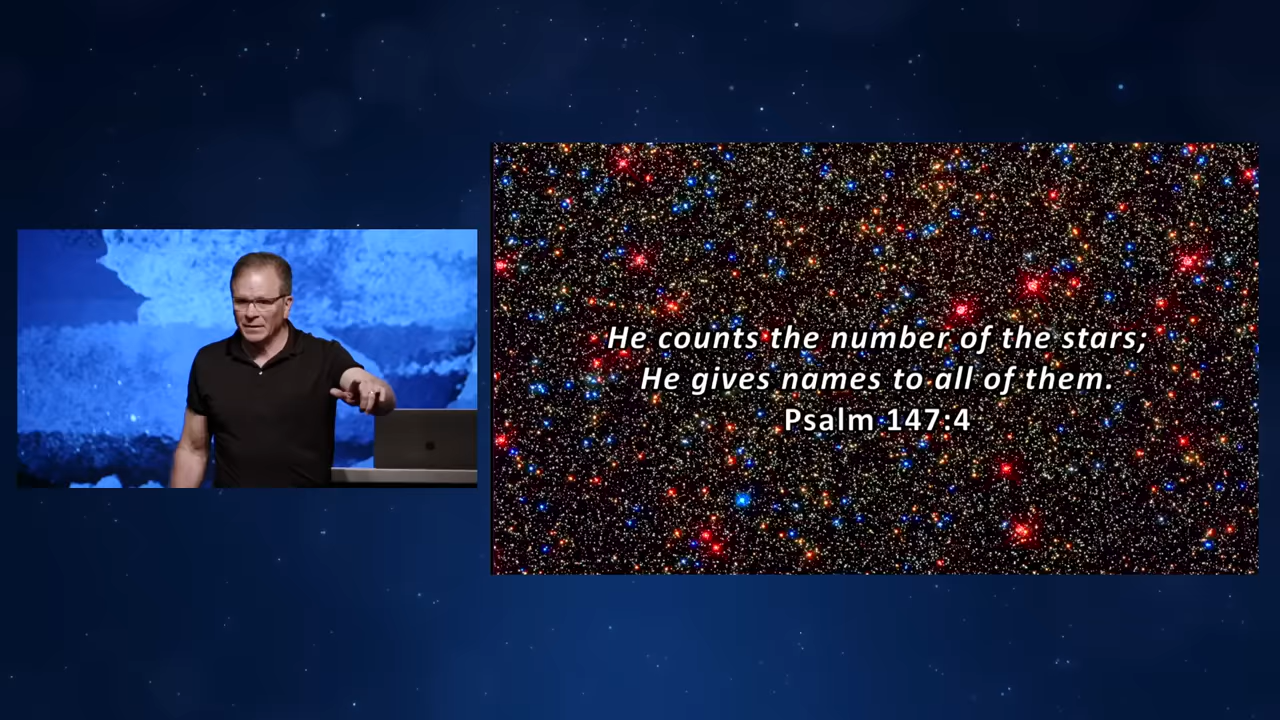 He counts the number of the stars;
He gives names to all of them.
Psalm 147:4